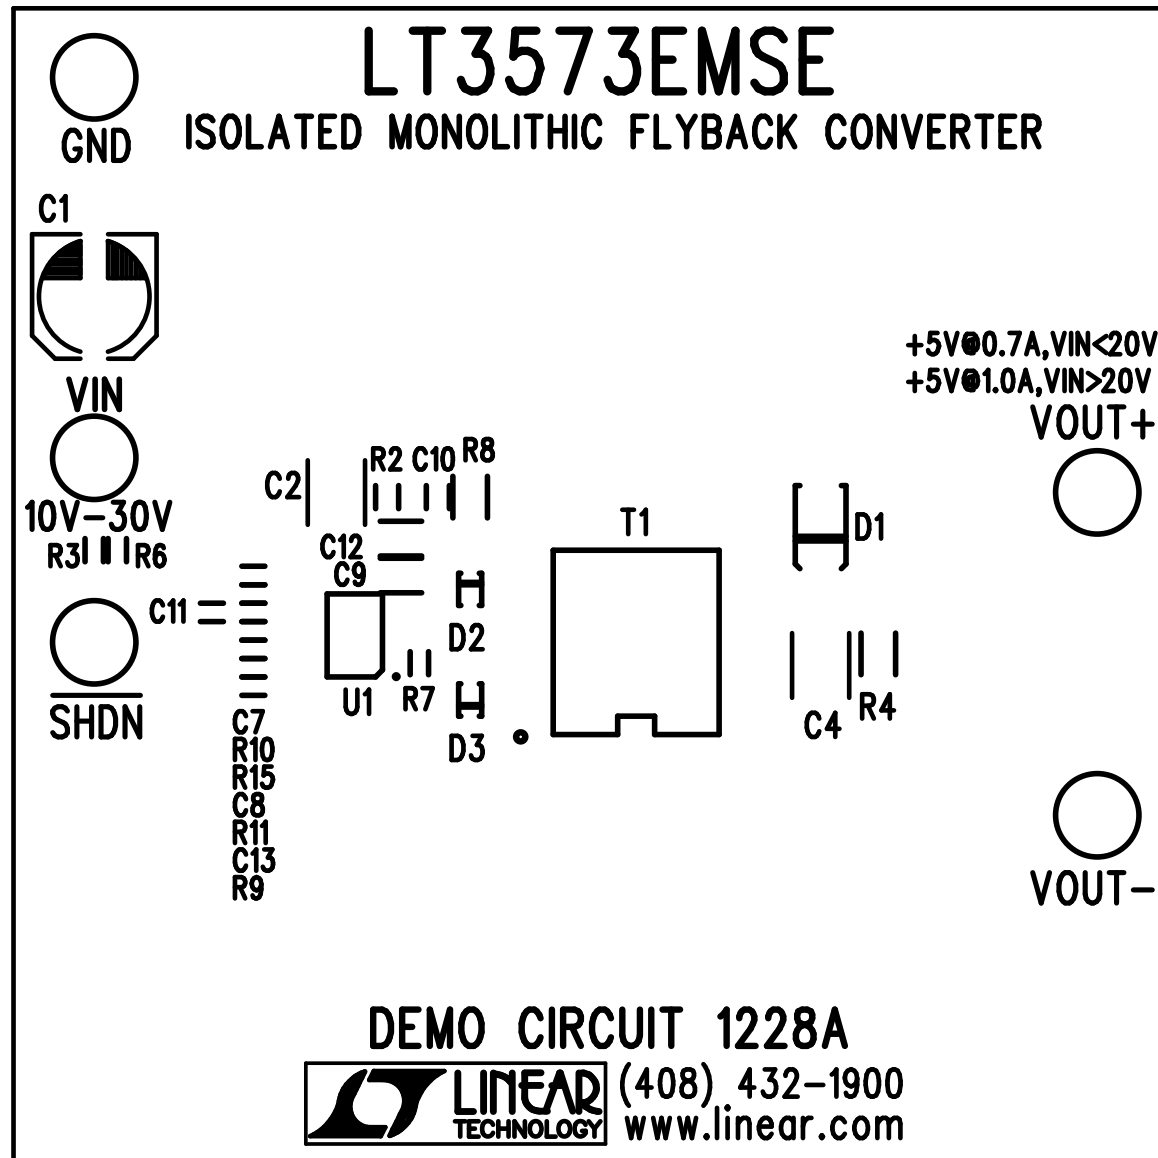 LT3573EMSE
GND
ISOLATED MONOLITHIC FLYBACK CONVERTER
C1
+5V@0.7A,VIN<20V
+5V@1.0A,VIN>20V
VIN
VOUT+
10V-30V
R3 R6
C2
R2 C10 R8
T1
D1
C12
C9
C11
D2
U1
R7
D3
C4
R4
SHDN
C7
R10
R15
C8
R11
C13
R9
VOUT-
DEMO CIRCUIT 1228A
LINEAR
TECHNOLOGY
(408) 432-1900
www.linear.com